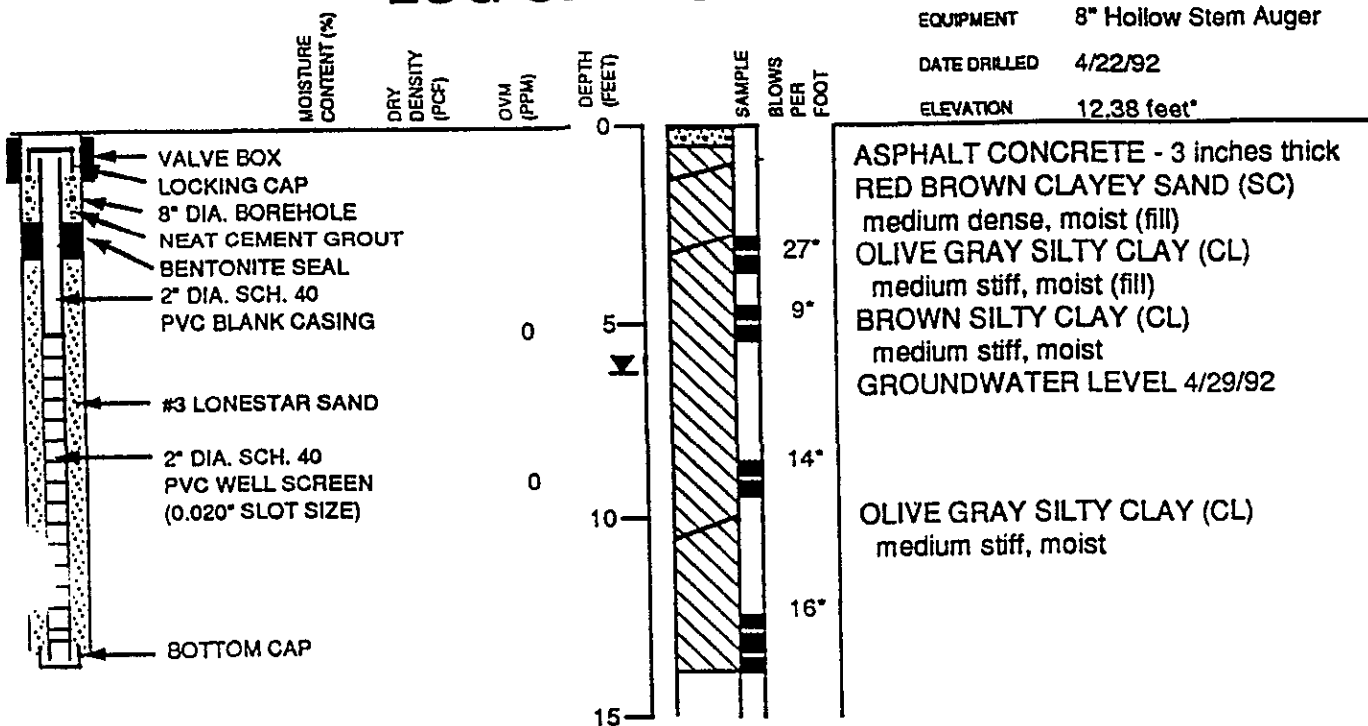 EQUIPMENT 8" Hollow Stem Auger
DATE DRILLED 4/22/92
ELEVATION 12.38 feet*
MOISTURE CONTENT (%)
DRY DENSITY (PCF)
OVM (PPM)
DEPTH (FEET)
SAMPLE
BLOWS PER FOOT
0
VALVE BOX
LOCKING CAP
8" DIA. BOREHOLE
NEAT CEMENT GROUT
BENTONITE SEAL
2" DIA. SCH. 40
PVC BLANK CASING
#3 LONESTAR SAND
2" DIA. SCH. 40
PVC WELL SCREEN
(0.020" SLOT SIZE)
BOTTOM CAP
0
0
5
10
15
27*
9*
14*
16*
ASPHALT CONCRETE - 3 inches thick
RED BROWN CLAYEY SAND (SC)
medium dense, moist (fill)
OLIVE GRAY SILTY CLAY (CL)
medium stiff, moist (fill)
BROWN SILTY CLAY (CL)
medium stiff, moist
GROUNDWATER LEVEL 4/29/92
OLIVE GRAY SILTY CLAY (CL)
medium stiff, moist